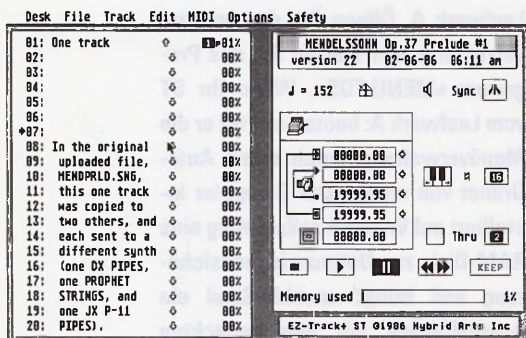 Desk File Track Edit MIDI Options Safety
01: One track 1P01%
02: 00%
03: 00%
04: 00%
05: 00%
06: 00%
07: 00%
08: In the original 00%
09: uploaded file, 00%
10: MENDPRLD.SNG, 00%
11: this one track 00%
12: was copied to 00%
13: two others, and 00%
14: each sent to a 00%
15: different synth 00%
16: (one DX PIPES, 00%
17: one PROPHET 00%
18: STRINGS, and 00%
19: one JX P-11 00%
20: PIPES). 00%
MENDELSSOHN Op.37 Prelude #1
version 22 02-06-86 06:11 am
= 152 Sync
00000.00
00000.00
19999.95
19999.95
00000.00
Thru 2
KEEP
Memory used 1%
EZ-Track+ ST ©1986 Hybrid Arts Inc